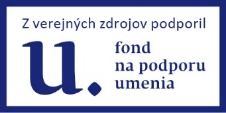 Z verejných zdrojov podporil
u.
fond
na podporu
umenia